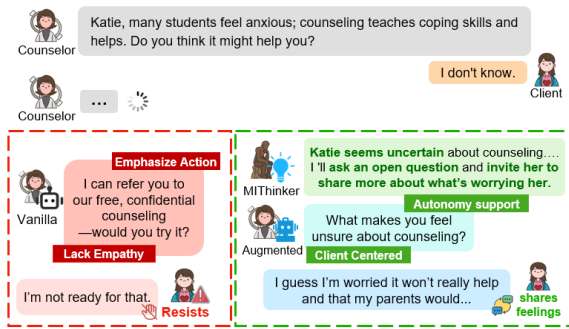 Katie, many students feel anxious; counseling teaches coping skills and
helps. Do you think it might help you?
Counselor
I don't know.
Client
...
Counselor
Emphasize Action
I can refer you to
our free, confidential
counseling
—would you try it?
Vanilla
Lack Empathy
I'm not ready for that.
Resists
Katie seems uncertain about counseling….
I 'll ask an open question and invite her to
share more about what's worrying her.
MIThinker
Autonomy support
What makes you feel
unsure about counseling?
Augmented
Client Centered
I guess I'm worried it won't really help
and that my parents would...
shares
feelings